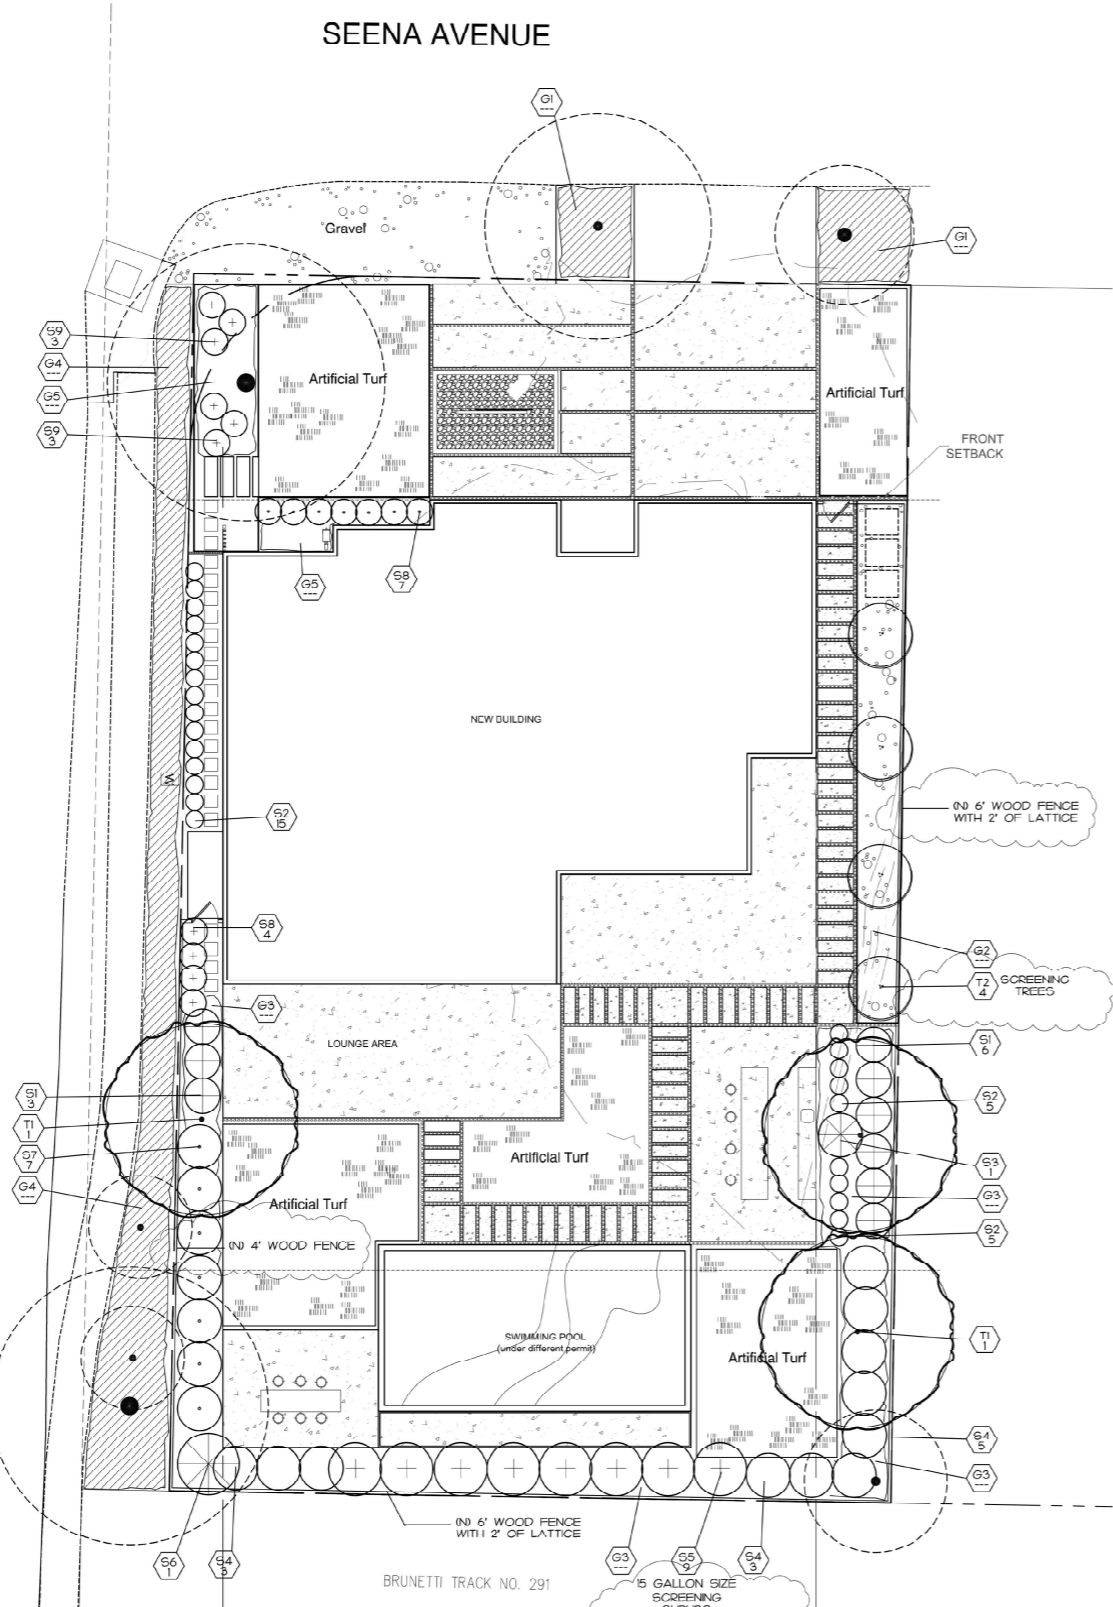 SEENA AVENUE
G1
---
Gravel
G1
---
S9
3
G4
---
G5
---
S9
3
Artificial Turf
Artificial Turf
FRONT
SETBACK
G5
---
S8
7
NEW BUILDING
S2
15
(N) 6' WOOD FENCE
WITH 2' OF LATTICE
S8
4
G2
---
T2
4
SCREENING
TREES
G3
---
LOUNGE AREA
S1
6
S1
3
S2
5
T1
1
S7
7
Artificial Turf
S3
1
G4
---
Artificial Turf
G3
---
S2
5
(N) 4' WOOD FENCE
SWIMMING POOL
(under different permit)
T1
1
Artificial Turf
S4
5
G3
---
(N) 6' WOOD FENCE
WITH 2' OF LATTICE
S6
1
S4
3
G3
---
S5
9
S4
3
BRUNETTI TRACK NO. 291
15 GALLON SIZE
SCREENING